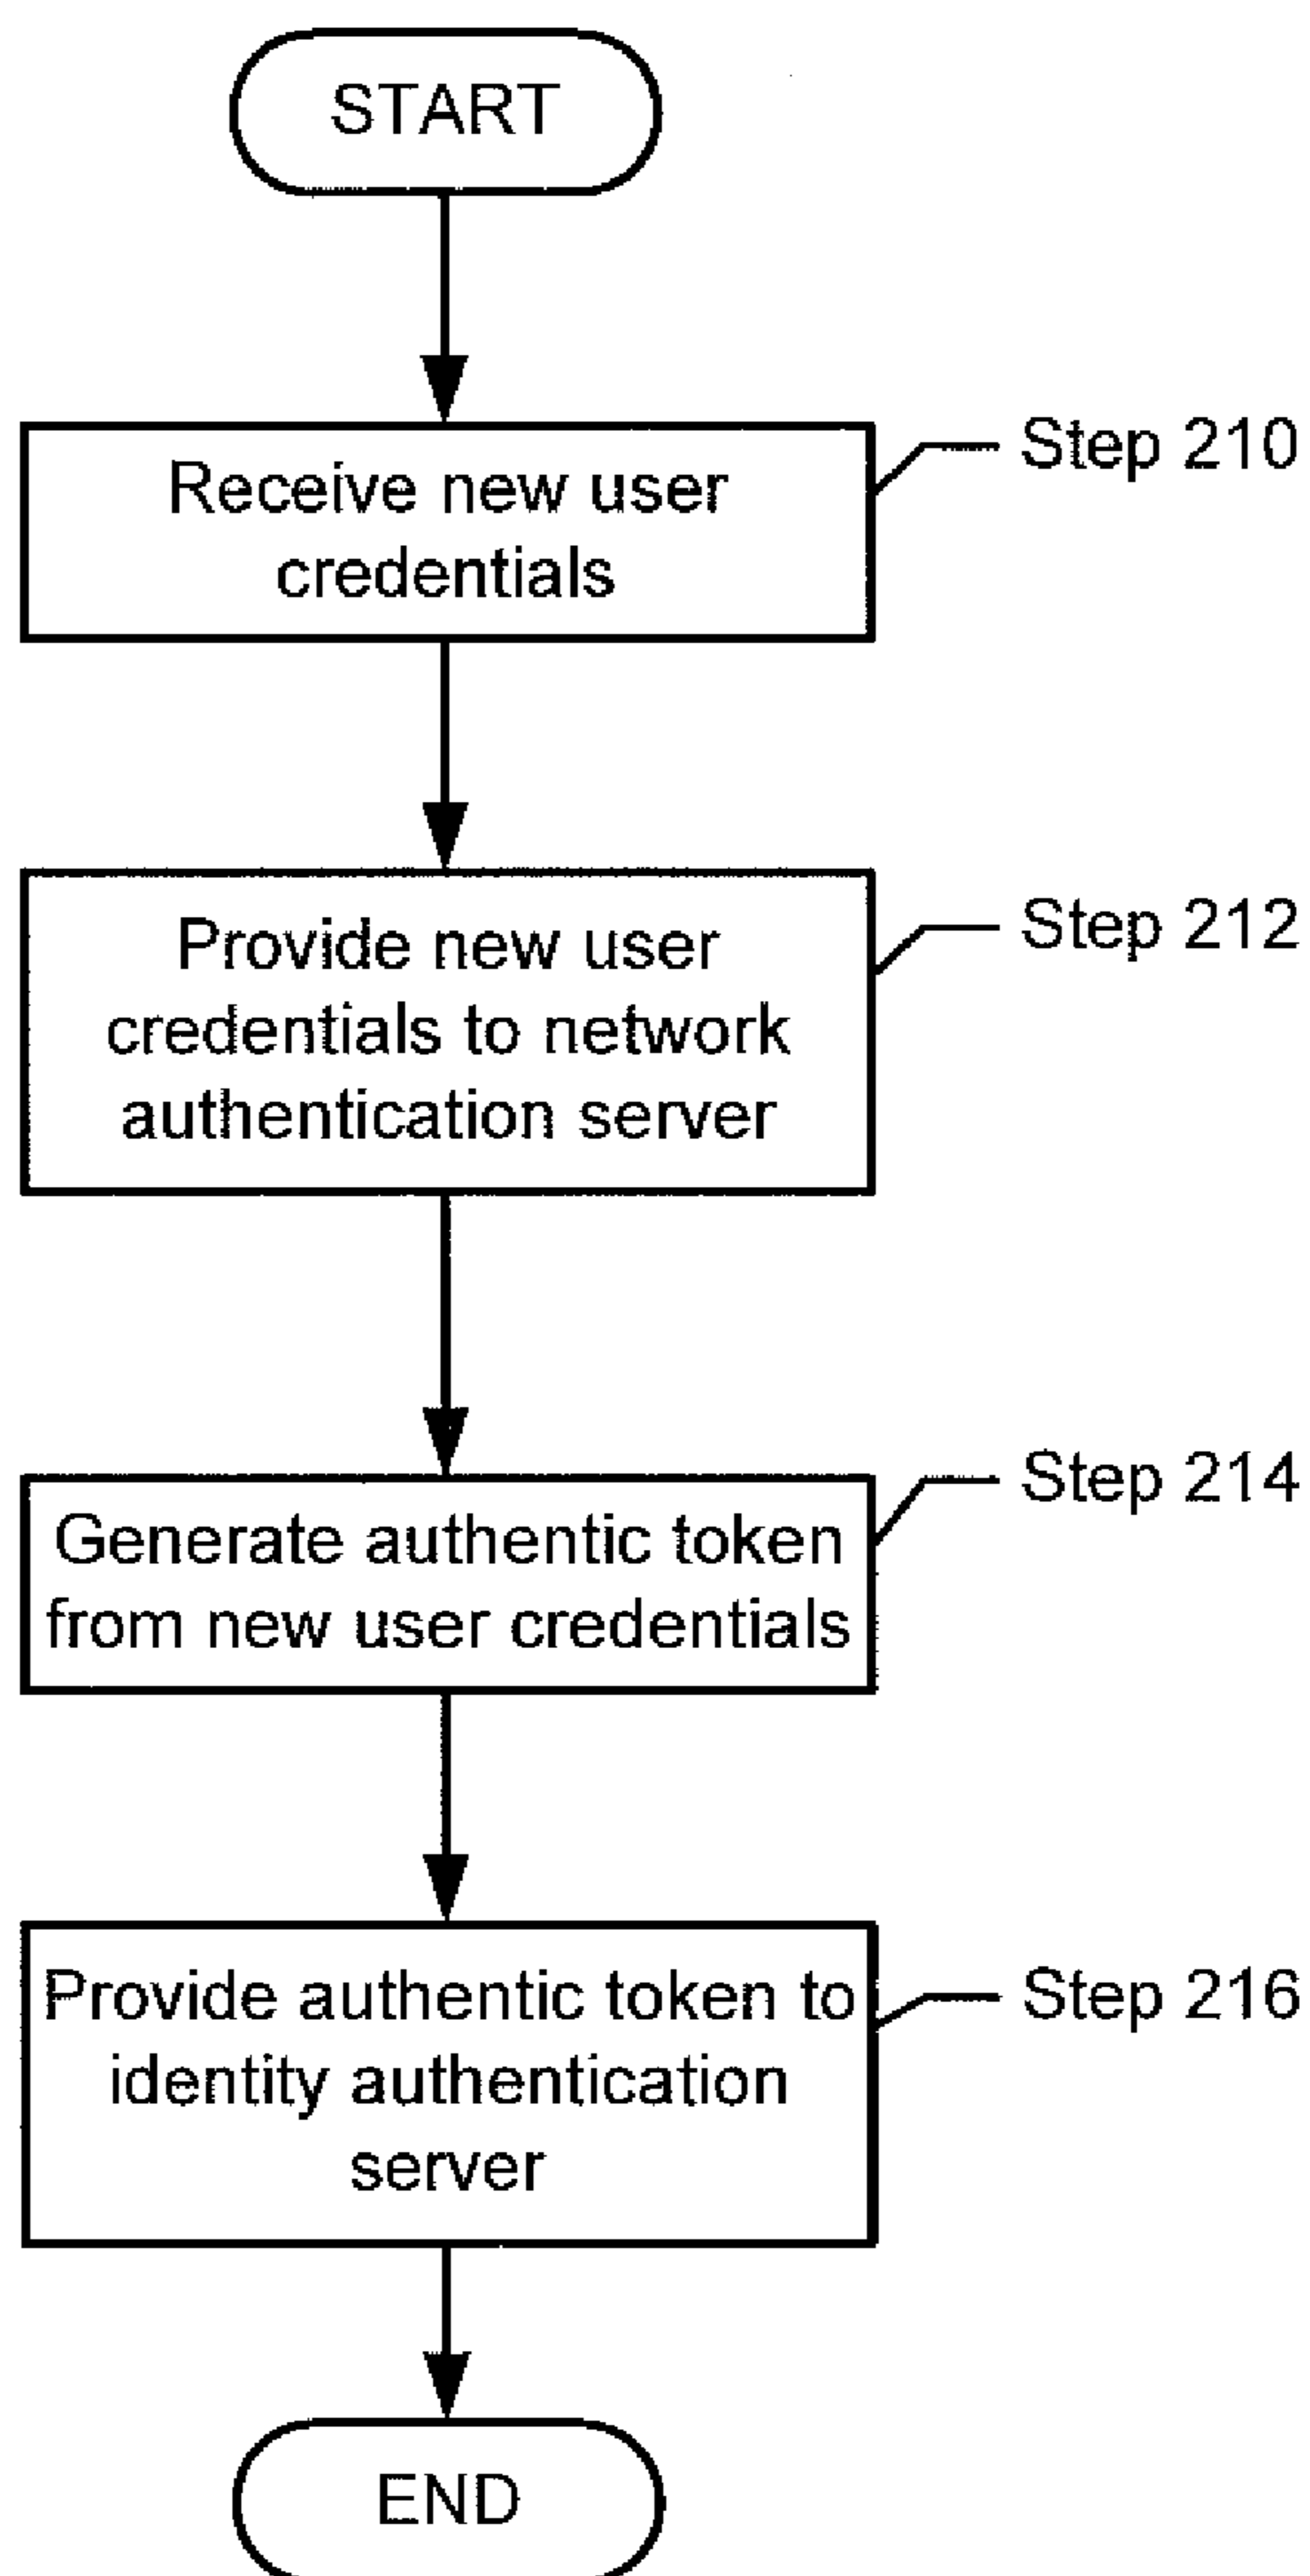 START
Step 210
Receive new user
credentials
Step 212
Provide new user
credentials to network
authentication server
Step 214
Generate authentic token
from new user credentials
Step 216
Provide authentic token to
identity authentication
server
END